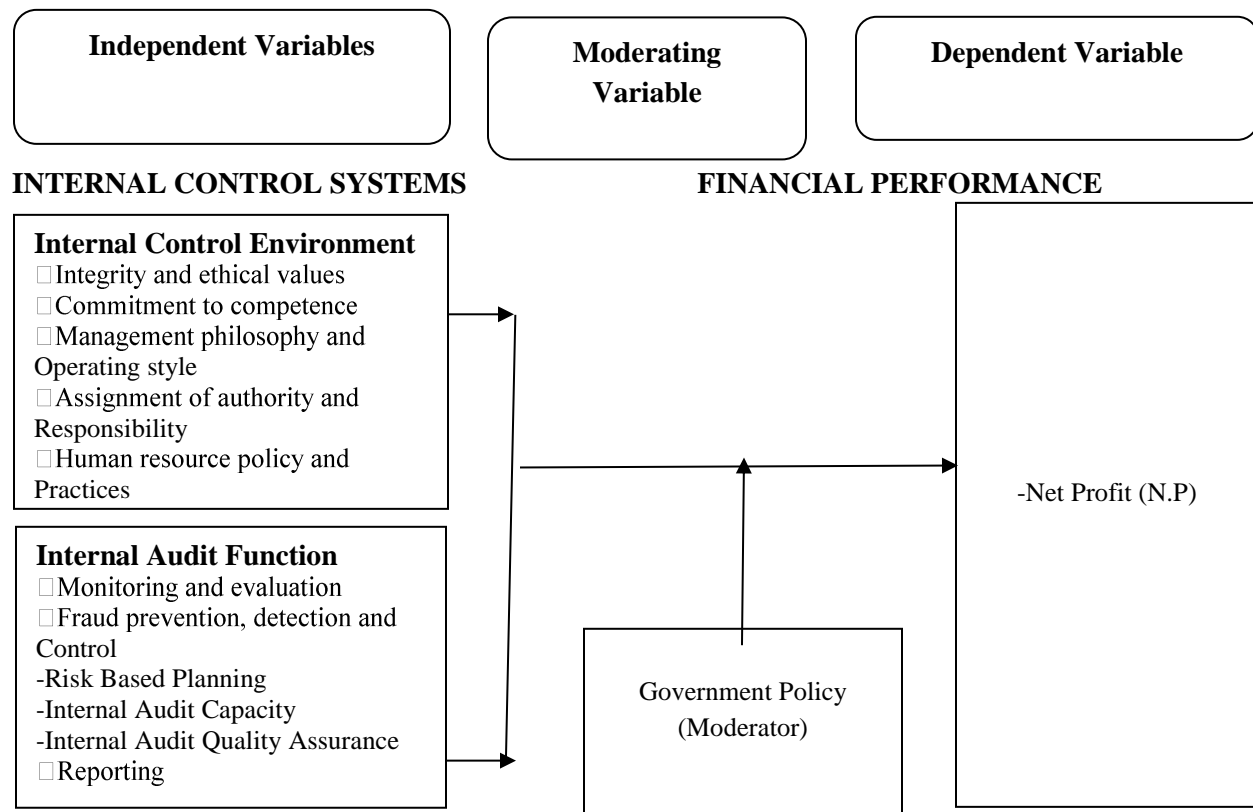 Independent Variables
Moderating
Variable
Dependent Variable
INTERNAL CONTROL SYSTEMS
FINANCIAL PERFORMANCE
Internal Control Environment
□Integrity and ethical values
□Commitment to competence
□Management philosophy and
Operating style
□Assignment of authority and
Responsibility
□Human resource policy and
Practices
Internal Audit Function
□Monitoring and evaluation
□Fraud prevention, detection and
Control
-Risk Based Planning
-Internal Audit Capacity
-Internal Audit Quality Assurance
□Reporting
Government Policy
(Moderator)
-Net Profit (N.P)